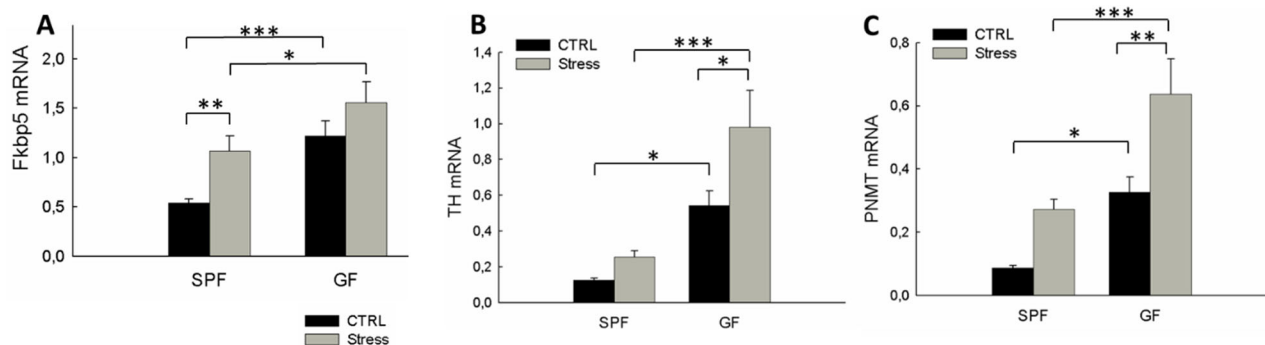 A
Fkbp5 mRNA
2,0
1,5
1,0
0,5
0,0
***
*
**
SPF GF
CTRL
Stress
B
CTRL
Stress
TH mRNA
1,4
1,2
1,0
0,8
0,6
0,4
0,2
0,0
***
*
*
SPF GF
C
CTRL
Stress
PNMT mRNA
0,8
0,6
0,4
0,2
0,0
***
**
*
SPF GF